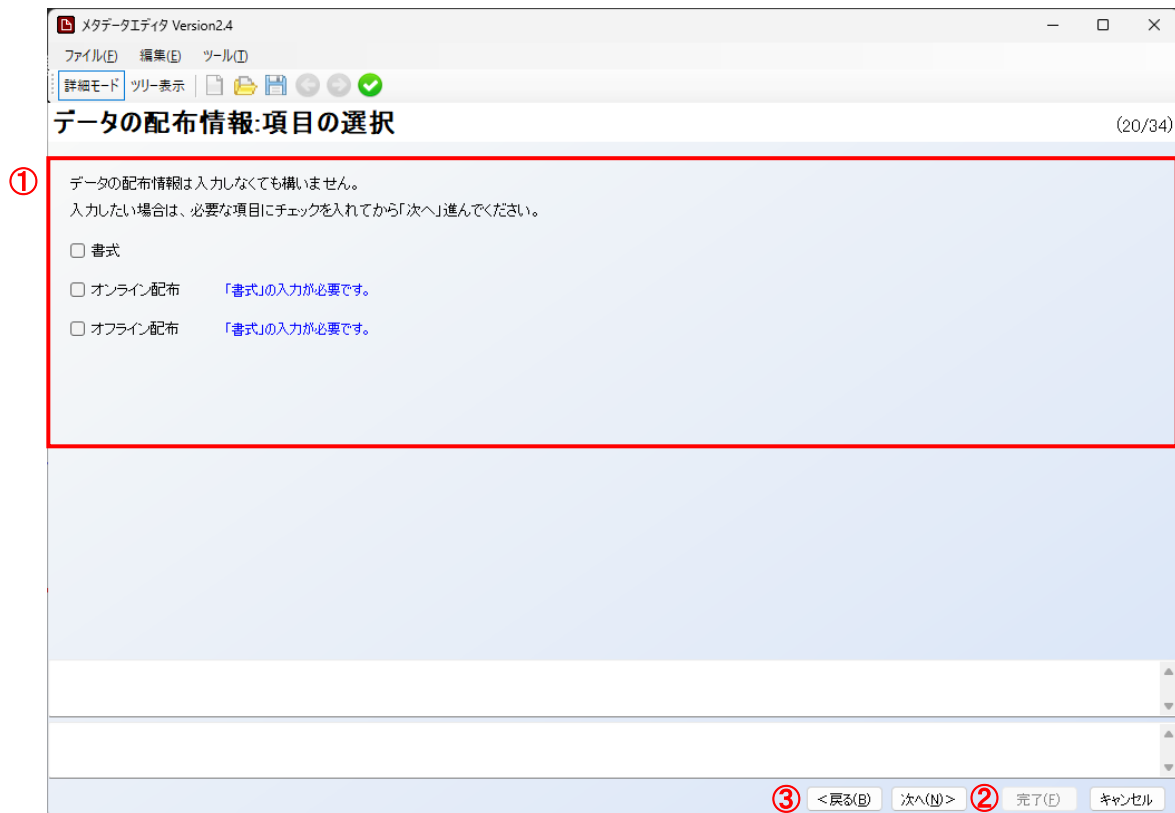 メタデータエディタ Version2.4
ファイル(F) 編集(E) ツール(T)
詳細モード ツリー表示
データの配布情報:項目の選択 (20/34)
①
データの配布情報は入力しなくても構いません。
入力したい場合は、必要な項目にチェックを入れてから「次へ」進んでください。
書式
オンライン配布 「書式」の入力が必要です。
オフライン配布 「書式」の入力が必要です。
③ <戻る(B) 次へ(N)> ② 完了(F) キャンセル